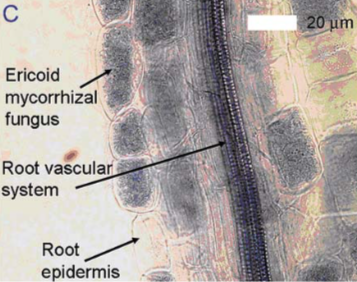 C
20 µm
Ericoid
mycorrhizal
fungus
Root vascular
system
Root
epidermis